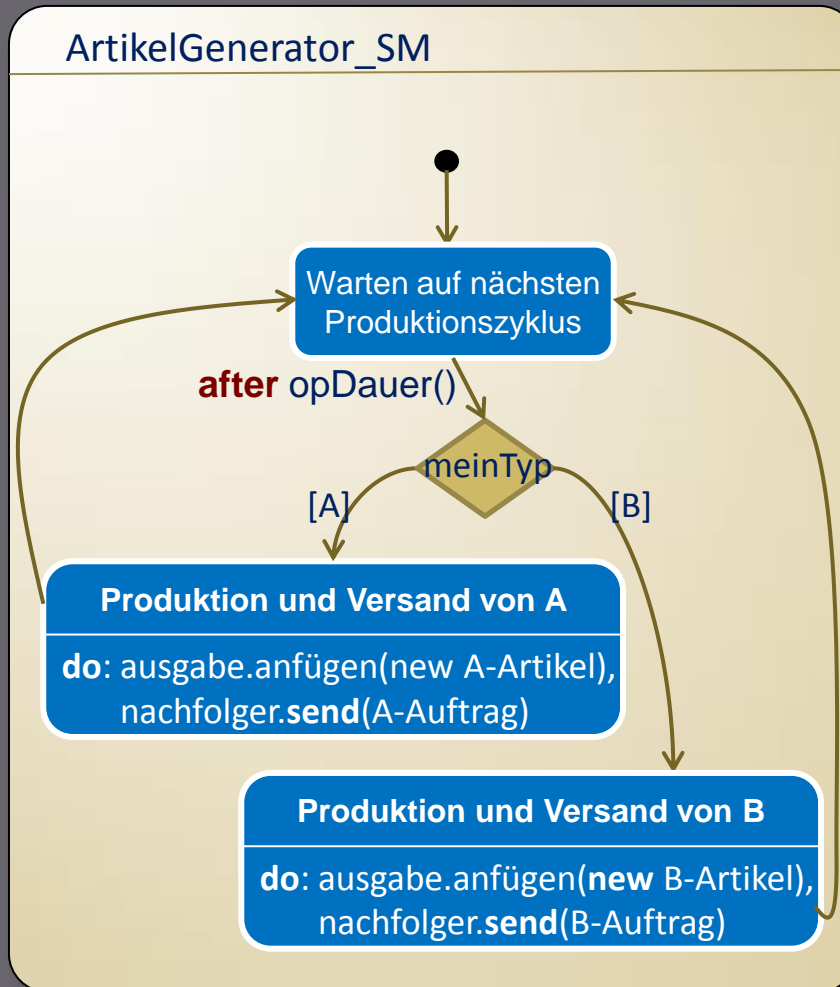 ArtikelGenerator_SM
Warten auf nächsten
Produktionszyklus
after opDauer()
meinTyp
[A]
[B]
Produktion und Versand von A
do: ausgabe.anfügen(new A-Artikel),
nachfolger.send(A-Auftrag)
Produktion und Versand von B
do: ausgabe.anfügen(new B-Artikel),
nachfolger.send(B-Auftrag)